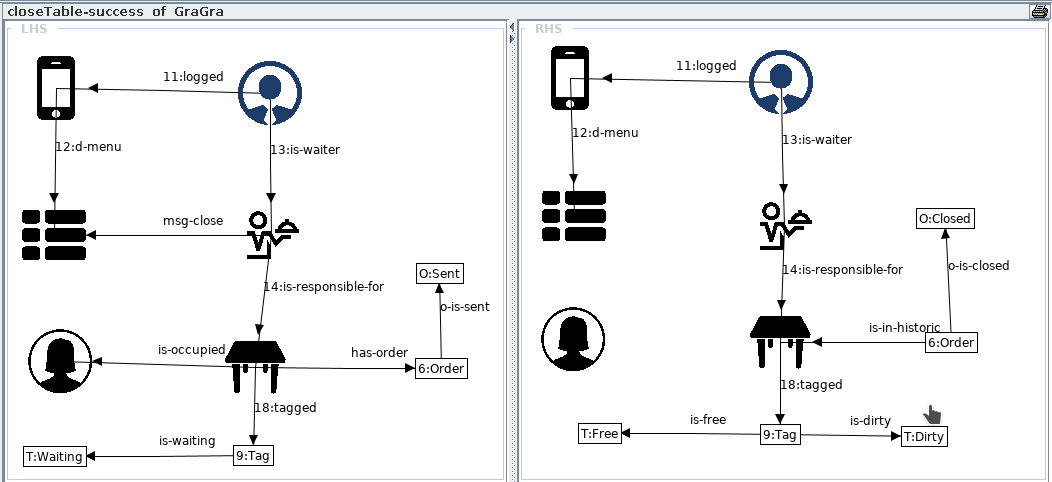 closeTable-success of GraGra
LHS
11:logged
12:d-menu
13:is-waiter
msg-close
14:is-responsible-for
O:Sent
o-is-sent
is-occupied
has-order
6:Order
18:tagged
is-waiting
T:Waiting
9:Tag
RHS
11:logged
12:d-menu
13:is-waiter
O:Closed
14:is-responsible-for
o-is-closed
is-in-historic
6:Order
18:tagged
is-free
is-dirty
T:Free
9:Tag
T:Dirty